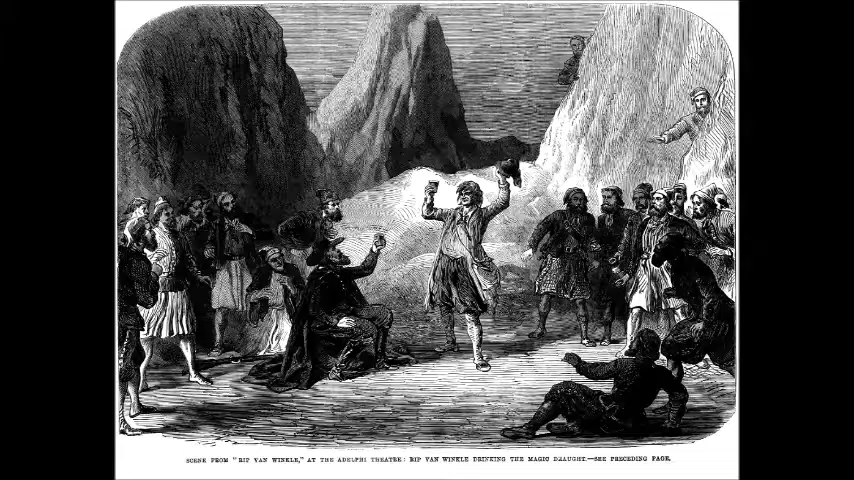 SCENE FROM "RIP VAN WINKLE," AT THE ADELPHI THEATRE: RIP VAN WINKLE DRINKING THE MAGIC DRAUGHT.—SEE PRECEDING PAGE.